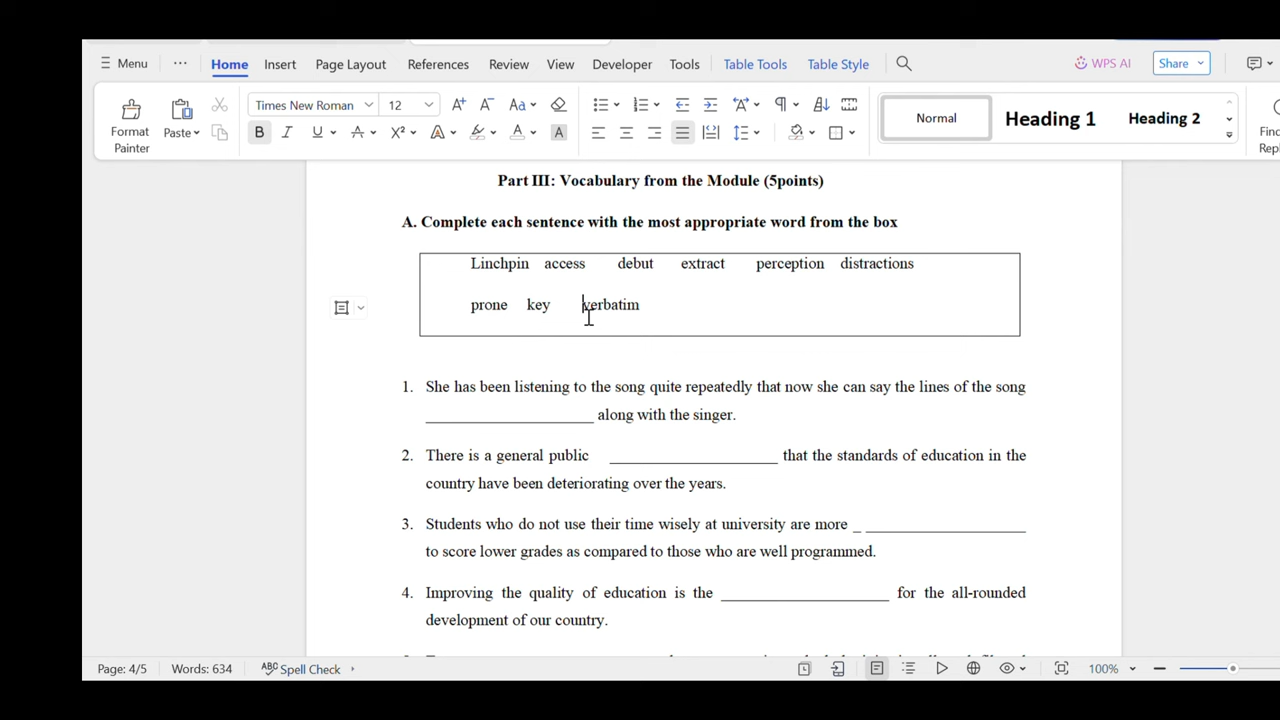 Menu ... Home Insert Page Layout References Review View Developer Tools Table Tools Table Style WPS AI Share
Times New Roman 12 Normal Heading 1 Heading 2
Format Painter Paste
Part III: Vocabulary from the Module (5points)
A. Complete each sentence with the most appropriate word from the box
Linchpin access debut extract perception distractions
prone key verbatim
1. She has been listening to the song quite repeatedly that now she can say the lines of the song
____________________ along with the singer.
2. There is a general public ____________________ that the standards of education in the
country have been deteriorating over the years.
3. Students who do not use their time wisely at university are more _ ____________________
to score lower grades as compared to those who are well programmed.
4. Improving the quality of education is the ____________________ for the all-rounded
development of our country.
Page: 4/5 Words: 634 Spell Check 100%